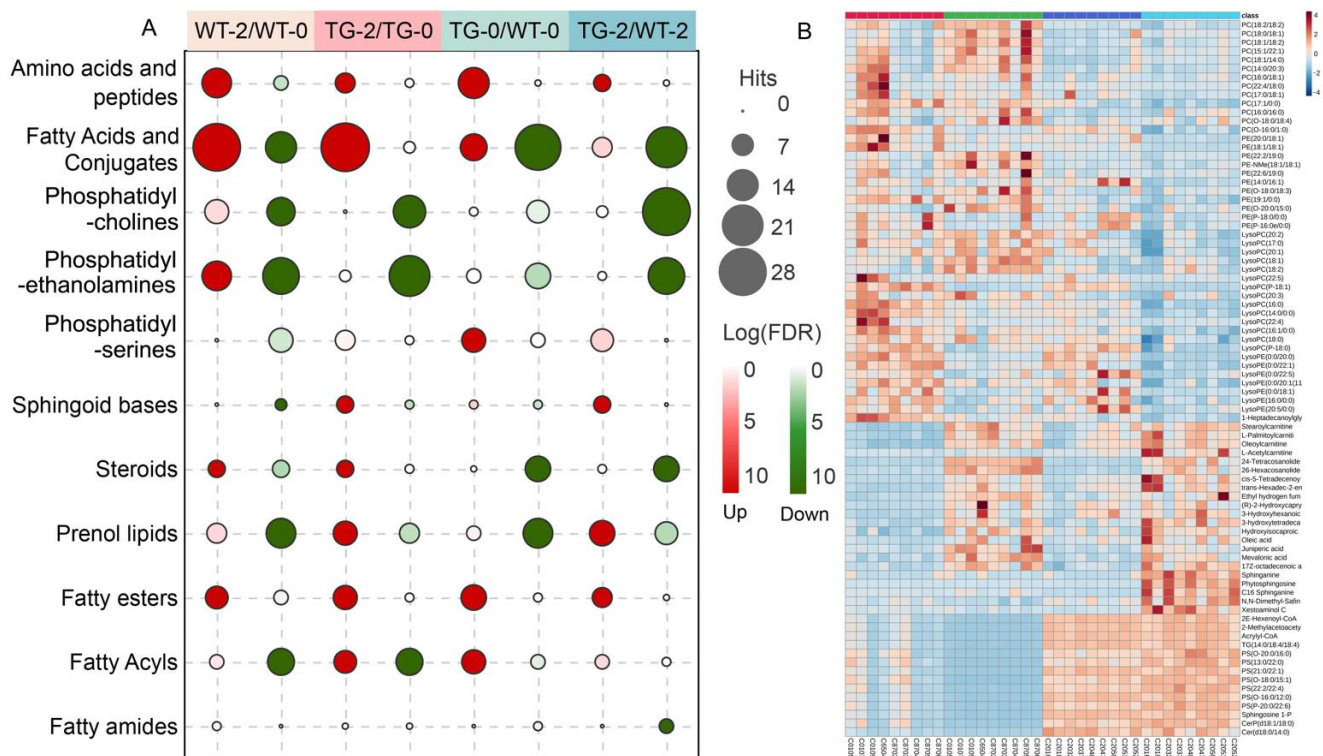 A
WT-2/WT-0 TG-2/TG-0 TG-0/WT-0 TG-2/WT-2
Amino acids and
peptides
Fatty Acids and
Conjugates
Phosphatidyl
-cholines
Phosphatidyl
-ethanolamines
Phosphatidyl
-serines
Sphingoid bases
Steroids
Prenol lipids
Fatty esters
Fatty Acyls
Fatty amides
Hits
0
7
14
21
28
Log(FDR)
0 0
5 5
10 10
Up Down
B
class
4
2
0
-2
-4
PC(18:2/18:2)
PC(18:0/18:1)
PC(18:1/18:2)
PC(15:1/22:1)
PC(18:1/14:0)
PC(14:0/20:3)
PC(16:0/18:1)
PC(22:4/18:0)
PC(17:0/18:1)
PC(17:1/0:0)
PC(16:0/16:0)
PC(O-18:0/18:4)
PC(O-16:0/1:0)
PE(20:0/18:1)
PE(18:1/18:1)
PE(22:2/19:0)
PE-NMe(18:1/18:1)
PE(22:6/19:0)
PE(14:0/16:1)
PE(O-18:0/18:3)
PE(19:1/0:0)
PE(O-20:0/15:0)
PE(P-18:0/0:0)
PE(P-16:0e/0:0)
LysoPC(20:2)
LysoPC(17:0)
LysoPC(20:1)
LysoPC(18:1)
LysoPC(18:2)
LysoPC(22:5)
LysoPC(P-18:1)
LysoPC(20:3)
LysoPC(16:0)
LysoPC(14:0/0:0)
LysoPC(22:4)
LysoPC(16:1/0:0)
LysoPC(18:0)
LysoPC(P-18:0)
LysoPE(0:0/20:0)
LysoPE(0:0/22:1)
LysoPE(0:0/22:5)
LysoPE(0:0/20:1(11
LysoPE(0:0/18:1)
LysoPE(16:0/0:0)
LysoPE(20:5/0:0)
1-Heptadecanoylgly
Stearoylcarnitine
L-Palmitoylcarniti
Oleoylcarnitine
L-Acetylcarnitine
24-Tetracosanolide
26-Hexacosanolide
cis-5-Tetradecenoy
trans-Hexadec-2-en
Ethyl hydrogen fum
(R)-2-Hydroxycapry
3-Hydroxyhexanoic
3-hydroxytetradeca
Hydroxyisocaproic
Oleic acid
Juniperic acid
Mevalonic acid
17Z-octadecenoic a
Sphinganine
Phytosphingosine
C16 Sphinganine
N,N-Dimethyl-Safin
Xestoaminol C
2E-Hexenoyl-CoA
2-Methylacetoacety
Acrylyl-CoA
TG(14:0/18:4/18:4)
PS(O-20:0/16:0)
PS(13:0/22:0)
PS(21:0/22:1)
PS(O-18:0/15:1)
PS(22:2/22:4)
PS(O-16:0/12:0)
PS(P-20:0/22:6)
Sphingosine 1-P
CerP(d18:1/18:0)
Cer(d18:0/14:0)